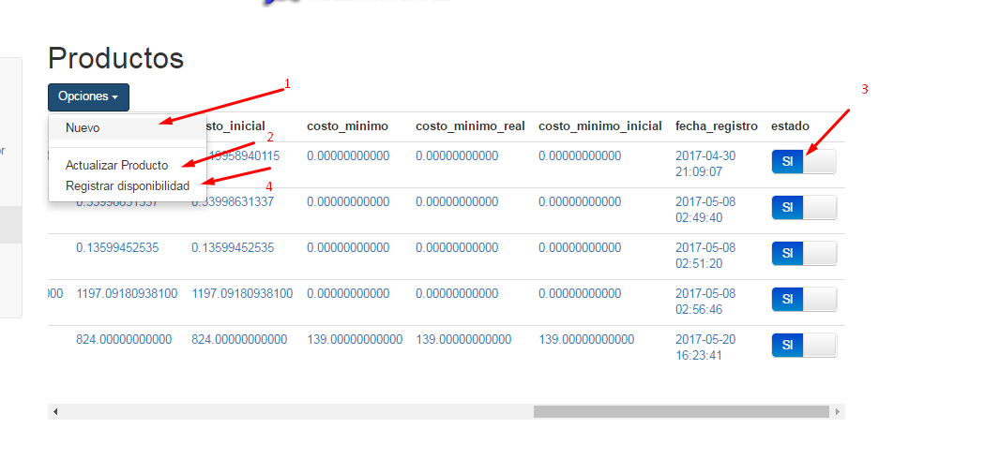 Productos
1
Opciones
3
Nuevo
costo_minimo costo_minimo_real costo_minimo_inicial fecha_registro estado
2
0.00000000000 0.00000000000 0.00000000000 2017-04-30 SI
21:09:07
Actualizar Producto
Registrar disponibilidad
4
0.33998631337 0.33998631337 0.00000000000 0.00000000000 0.00000000000 2017-05-08 SI
02:49:40
0.13599452535 0.13599452535 0.00000000000 0.00000000000 0.00000000000 2017-05-08 SI
02:51:20
1197.09180938100 1197.09180938100 0.00000000000 0.00000000000 0.00000000000 2017-05-08 SI
02:56:46
824.00000000000 824.00000000000 139.00000000000 139.00000000000 139.00000000000 2017-05-20 SI
16:23:41